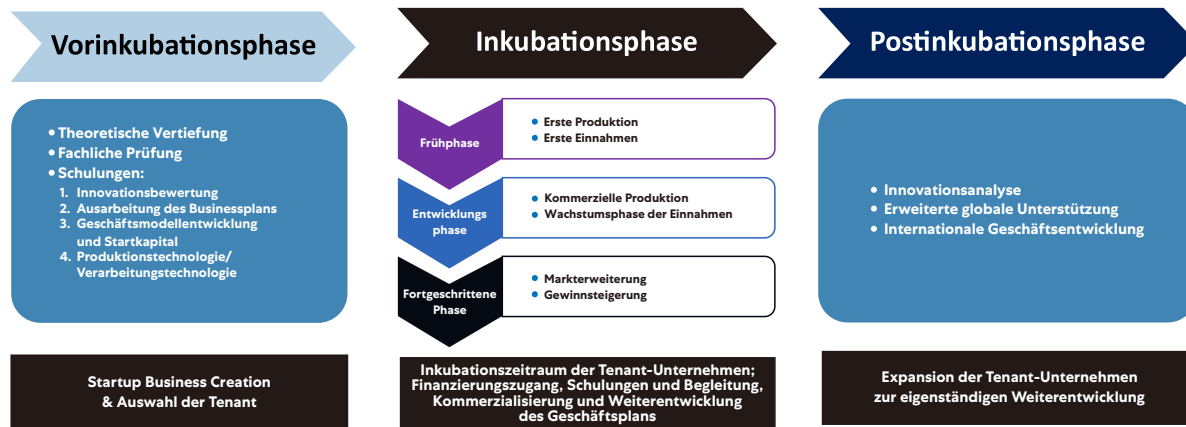 Vorinkubationsphase
• Theoretische Vertiefung
• Fachliche Prüfung
• Schulungen:
1. Innovationsbewertung
2. Ausarbeitung des Businessplans
3. Geschäftsmodellentwicklung
und Startkapital
4. Produktionstechnologie/
Verarbeitungstechnologie
Startup Business Creation
& Auswahl der Tenant
Inkubationsphase
Frühphase
• Erste Produktion
• Erste Einnahmen
Entwicklungs
phase
• Kommerzielle Produktion
• Wachstumsphase der Einnahmen
Fortgeschrittene
Phase
• Markterweiterung
• Gewinnsteigerung
Inkubationszeitraum der Tenant-Unternehmen;
Finanzierungszugang, Schulungen und Begleitung,
Kommerzialisierung und Weiterentwicklung
des Geschäftsplans
Postinkubationsphase
• Innovationsanalyse
• Erweiterte globale Unterstützung
• Internationale Geschäftsentwicklung
Expansion der Tenant-Unternehmen
zur eigenständigen Weiterentwicklung